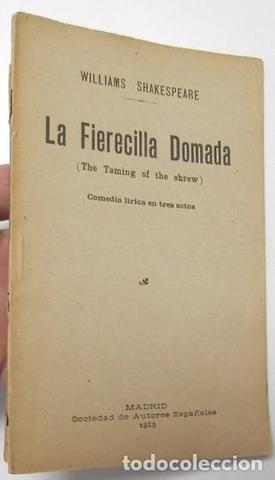 WILLIAMS SHAKESPEARE
La Fierecilla Domada
(The Taming of the shrew)
Comedia lírica en tres actos
MADRID
Sociedad de Autores Españoles
1913
todocoleccion